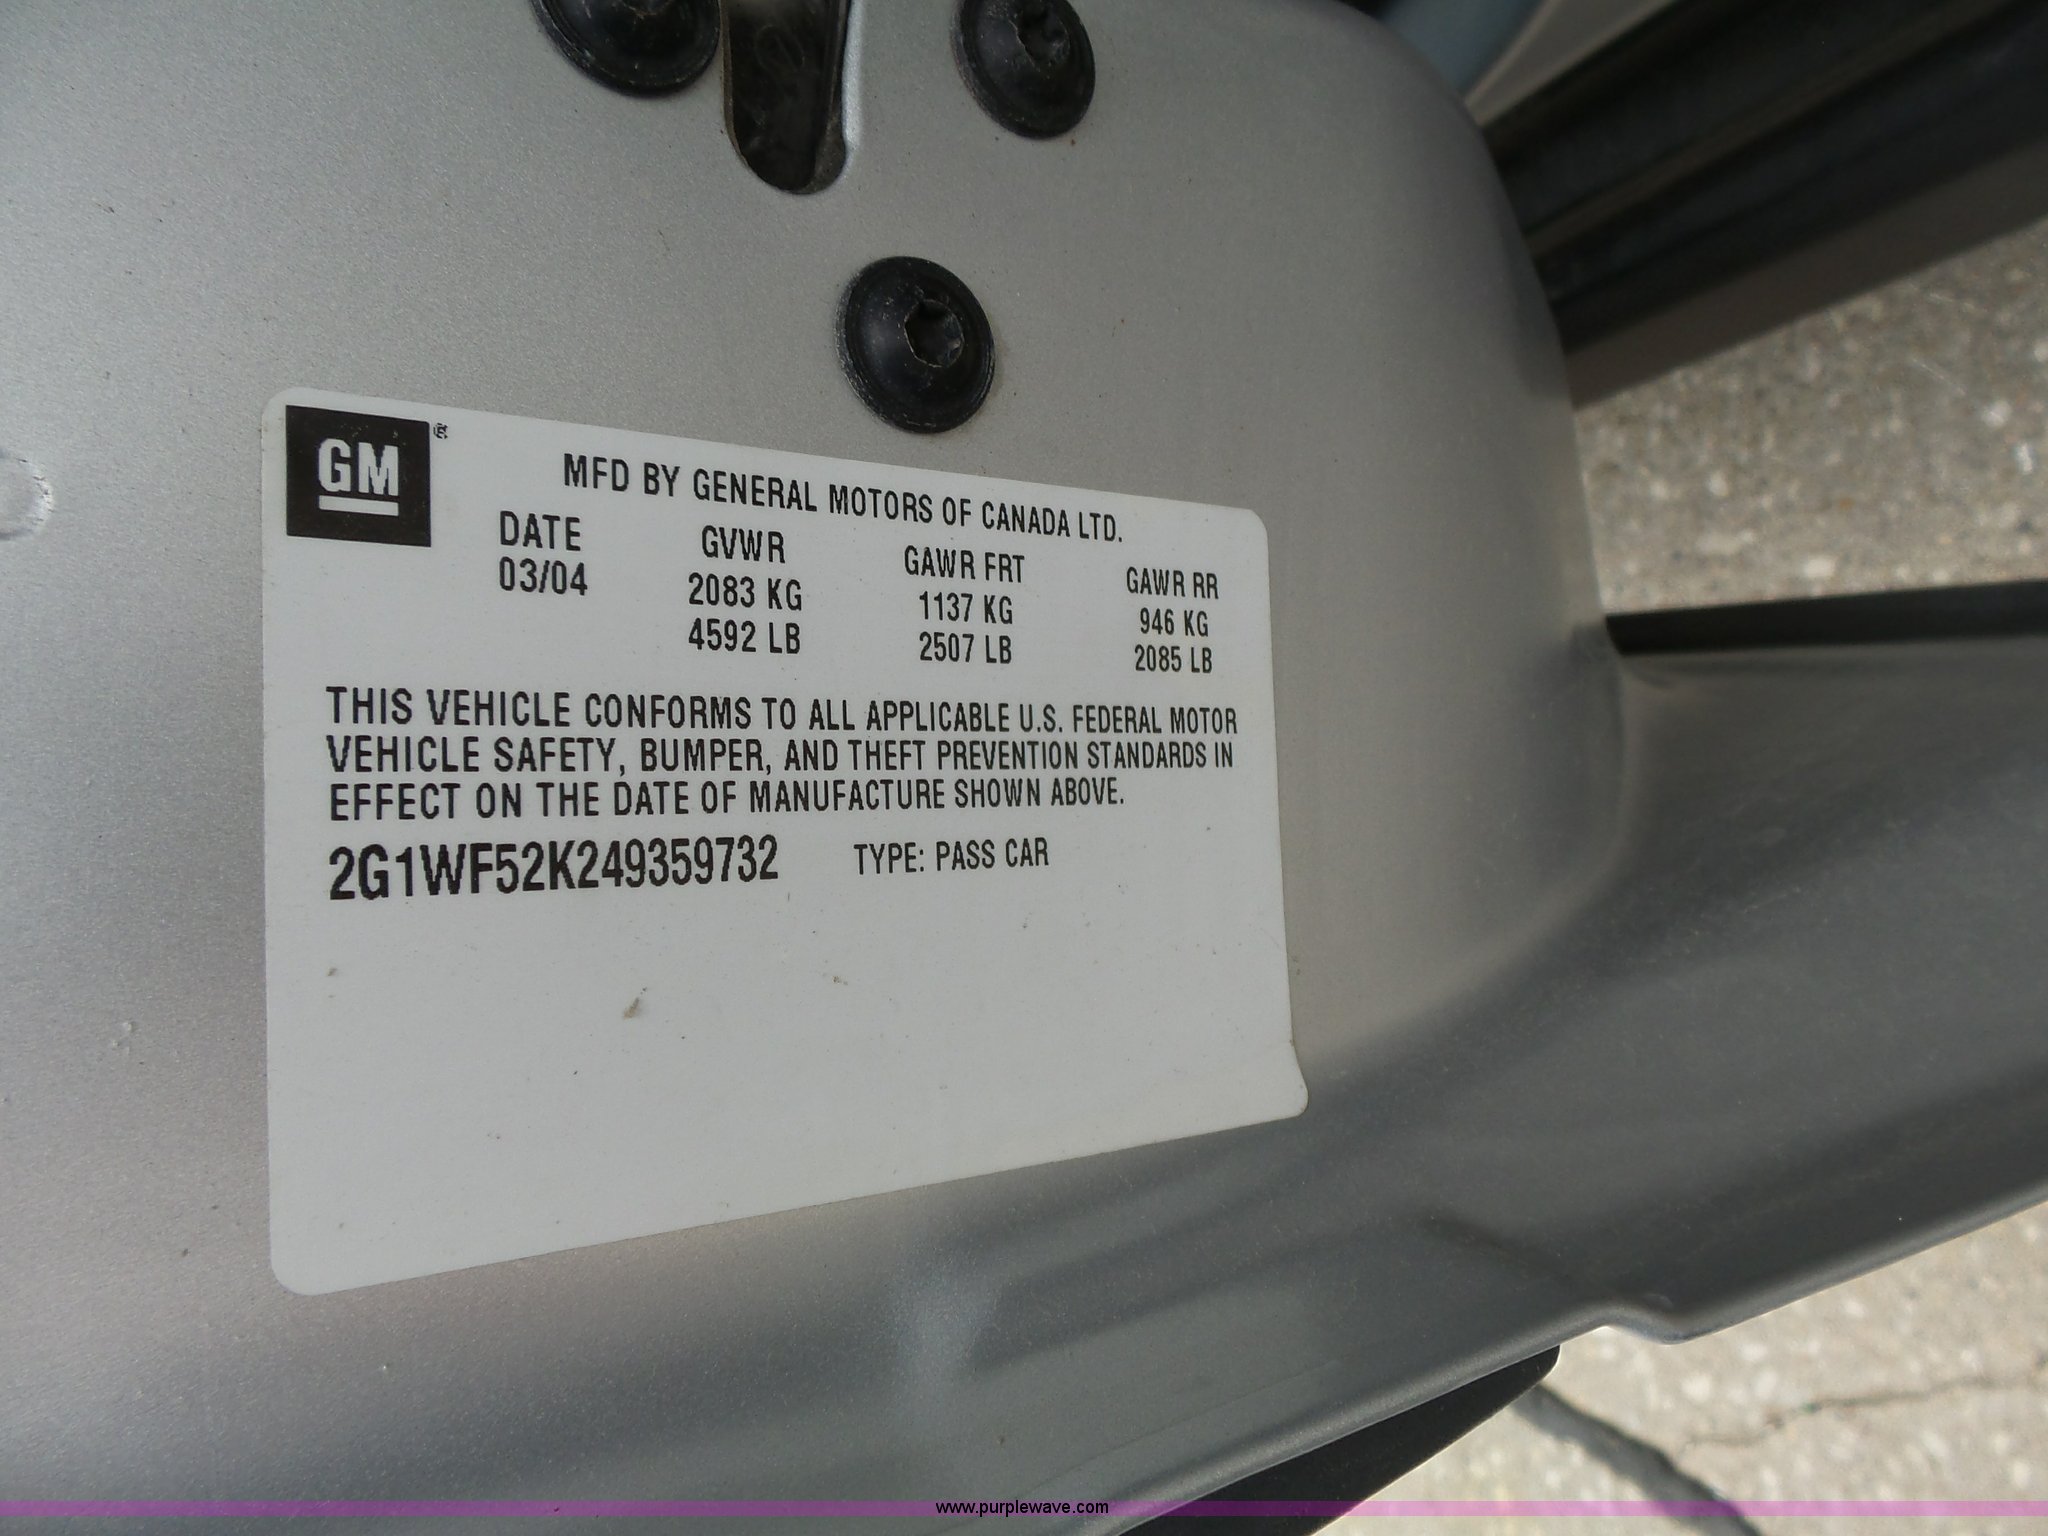 GM
MFD BY GENERAL MOTORS OF CANADA LTD.
DATE GVWR GAWR FRT GAWR RR
03/04 2083 KG 1137 KG 946 KG
4592 LB 2507 LB 2085 LB
THIS VEHICLE CONFORMS TO ALL APPLICABLE U.S. FEDERAL MOTOR
VEHICLE SAFETY, BUMPER, AND THEFT PREVENTION STANDARDS IN
EFFECT ON THE DATE OF MANUFACTURE SHOWN ABOVE.
2G1WF52K249359732 TYPE: PASS CAR
www.purplewave.com